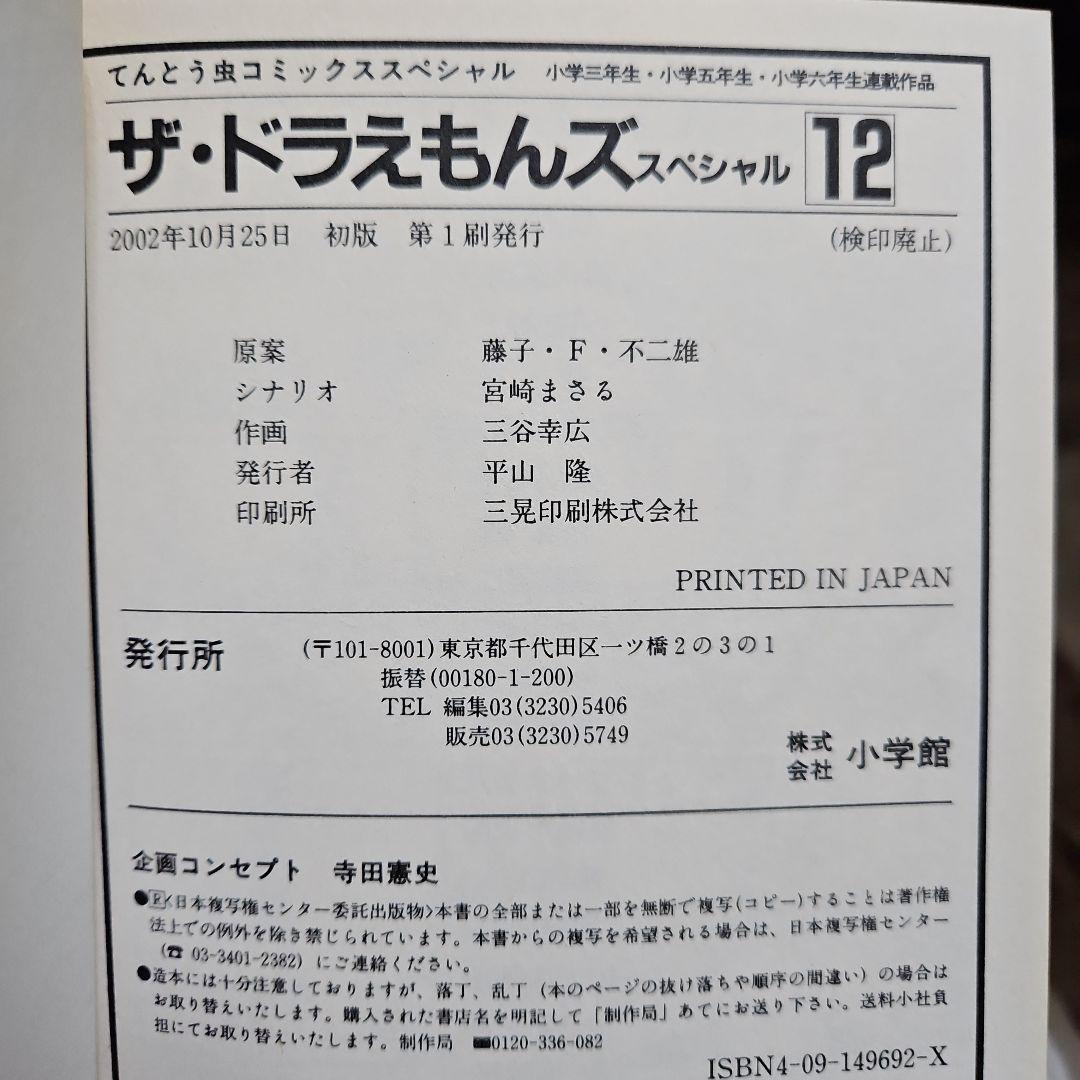 てんとう虫コミックススペシャル 小学三年生・小学五年生・小学六年生連載作品
ザ・ドラえもんズスペシャル 12
2002年10月25日 初版 第1刷発行 (検印廃止)
原案 藤子・F・不二雄
シナリオ 宮崎まさる
作画 三谷幸広
発行者 平山 隆
印刷所 三晃印刷株式会社
PRINTED IN JAPAN
発行所 (〒101-8001)東京都千代田区一ツ橋2の3の1
振替(00180-1-200)
TEL 編集03(3230)5406
販売03(3230)5749
株式会社 小学館
企画コンセプト 寺田憲史
●Ⓡ<日本複写権センター委託出版物>本書の全部または一部を無断で複写(コピー)することは著作権
法上での例外を除き禁じられています。本書からの複写を希望される場合は、日本複写権センター
(☎ 03-3401-2382)にご連絡ください。
●造本には十分注意しておりますが、落丁、乱丁(本のページの抜け落ちや順序の間違い)の場合は
お取り替えいたします。購入された書店名を明記して「制作局」あてにお送り下さい。送料小社負
担にてお取り替えいたします。制作局 0120-336-082
ISBN4-09-149692-X